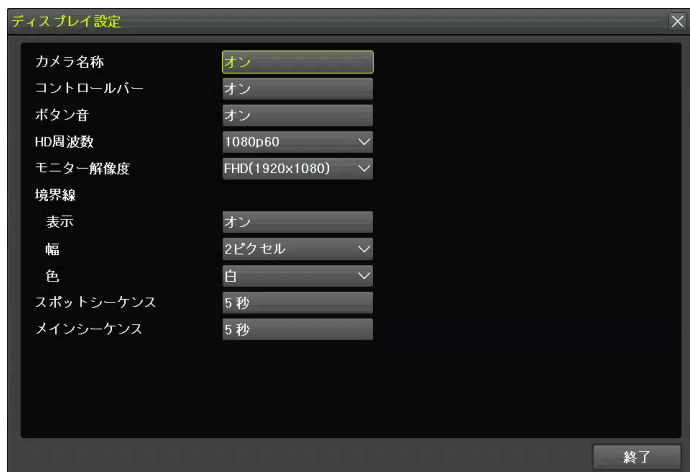 ディスプレイ設定
カメラ名称 オン
コントロールバー オン
ボタン音 オン
HD周波数 1080p60
モニター解像度 FHD(1920x1080)
境界線
表示 オン
幅 2ピクセル
色 白
スポットシーケンス 5 秒
メインシーケンス 5 秒
終了